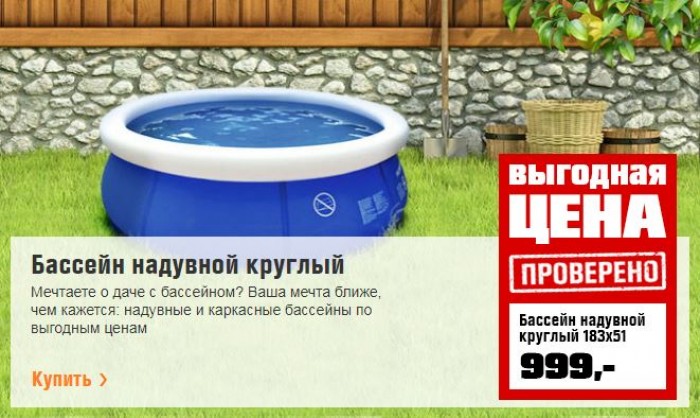 Бассейн надувной круглый
Мечтаете о даче с бассейном? Ваша мечта ближе,
чем кажется: надувные и каркасные бассейны по
выгодным ценам
Купить >
ВЫГОДНАЯ
ЦЕНА
ПРОВЕРЕНО
Бассейн надувной
круглый 183x51
999,-